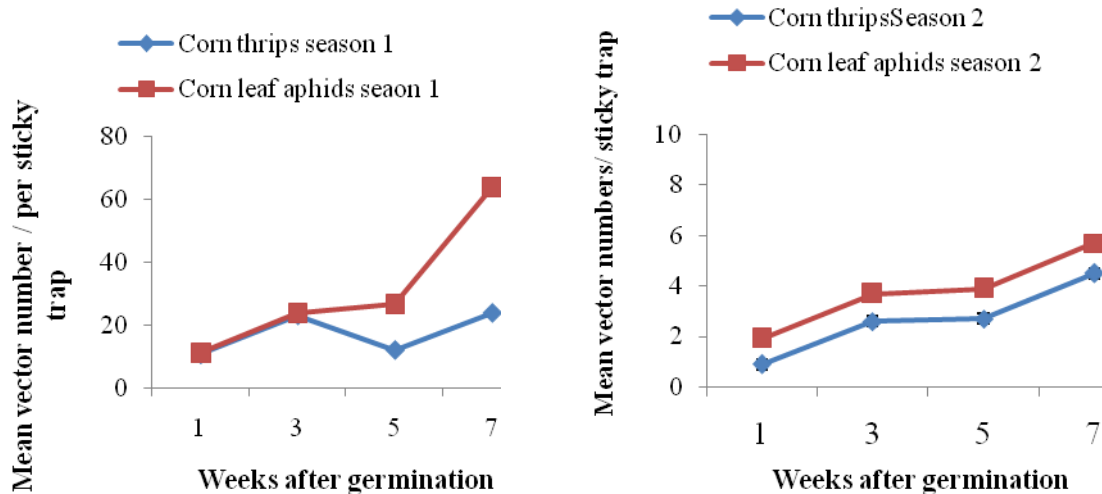 Corn thrips season 1
Corn leaf aphids seaon 1
Mean vector number / per sticky
trap
80
60
40
20
0
1 3 5 7
Weeks after germination
Corn thripsSeason 2
Corn leaf aphids season 2
Mean vector numbers/ sticky trap
10
8
6
4
2
0
1 3 5 7
Weeks after germination